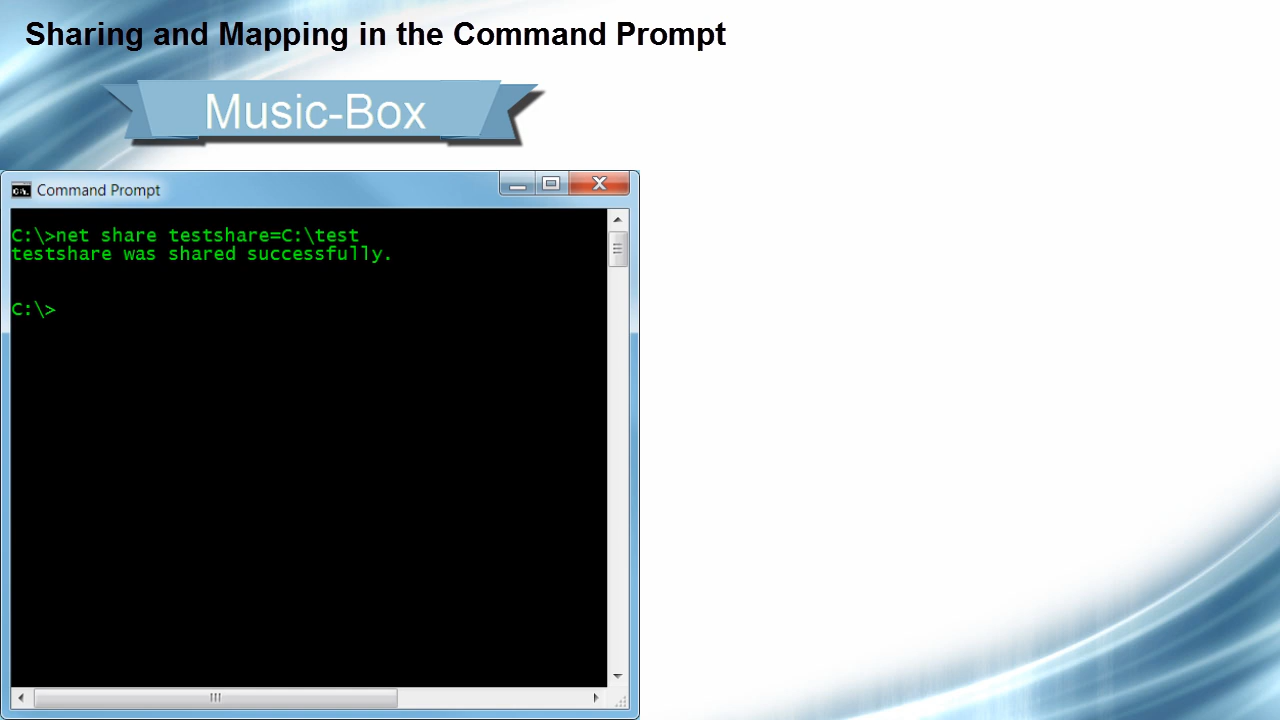 Sharing and Mapping in the Command Prompt
Music-Box
Command Prompt
C:\>net share testshare=C:\test
testshare was shared successfully.
C:\>